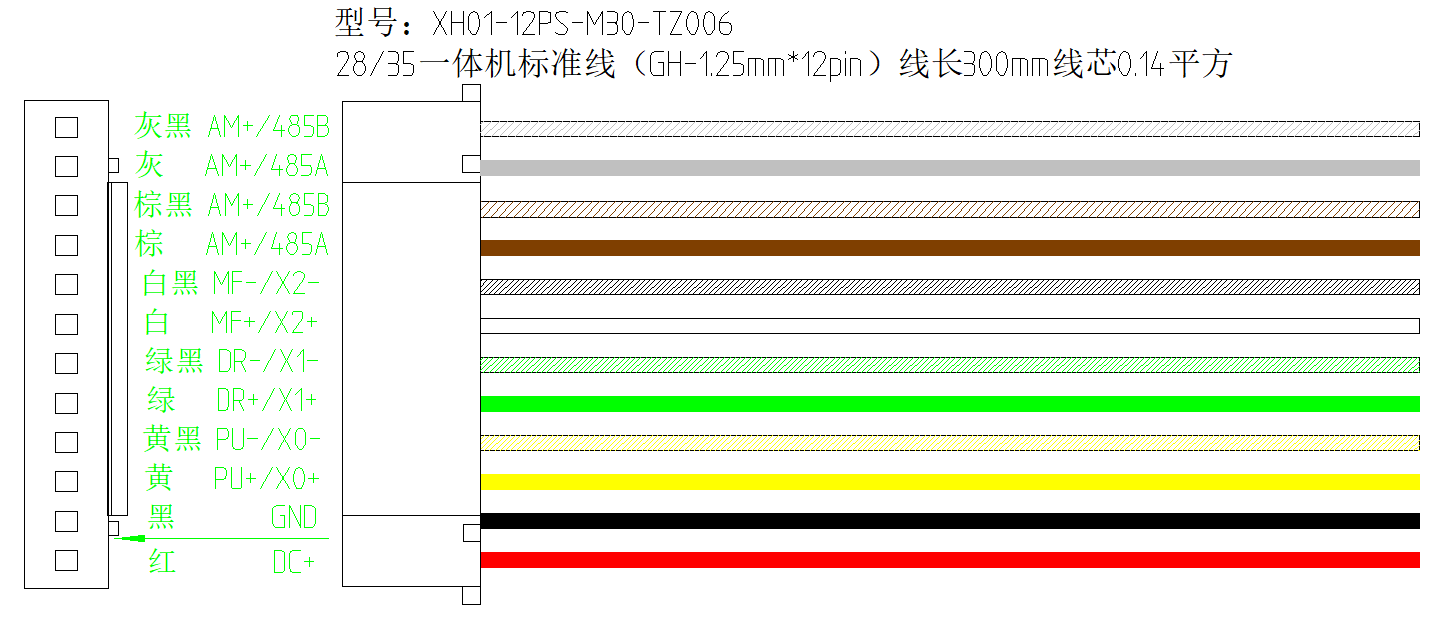 型号：XH01-12PS-M30-TZ006
28/35一体机标准线（GH-1.25mm*12pin）线长300mm线芯0.14平方
灰黑 AM+/485B
灰 AM+/485A
棕黑 AM+/485B
棕 AM+/485A
白黑 MF-/X2-
白 MF+/X2+
绿黑 DR-/X1-
绿 DR+/X1+
黄黑 PU-/X0-
黄 PU+/X0+
黑 GND
红 DC+